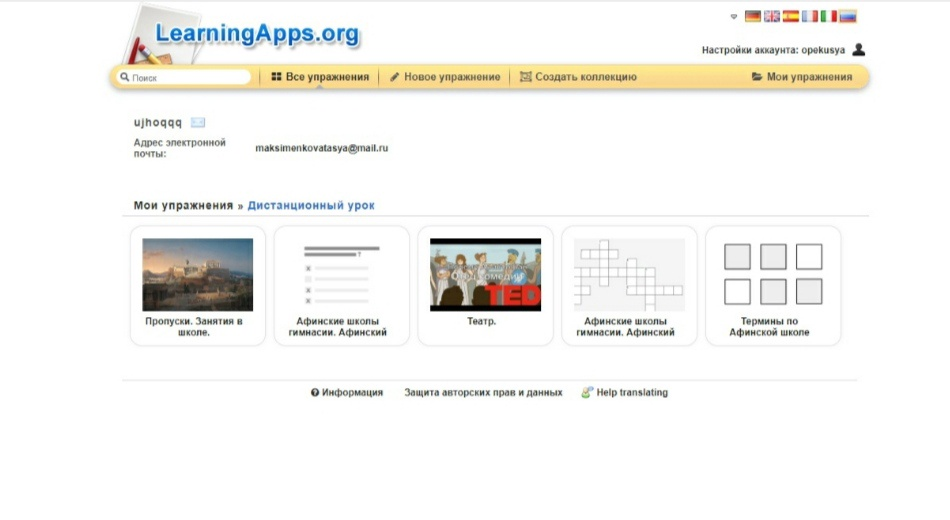 LearningApps.org
Настройки аккаунта: opekusya
Поиск
Все упражнения
Новое упражнение
Создать коллекцию
Мои упражнения
ujhoqqq
Адрес электронной
почты:
maksimenkovatasya@mail.ru
Мои упражнения » Дистанционный урок
TED
Пропуски. Занятия в
школе.
Афинские школы
гимнасии. Афинский
Театр.
Афинские школы
гимнасии. Афинский
Термины по
Афинской школе
Информация
Защита авторских прав и данных
Help translating